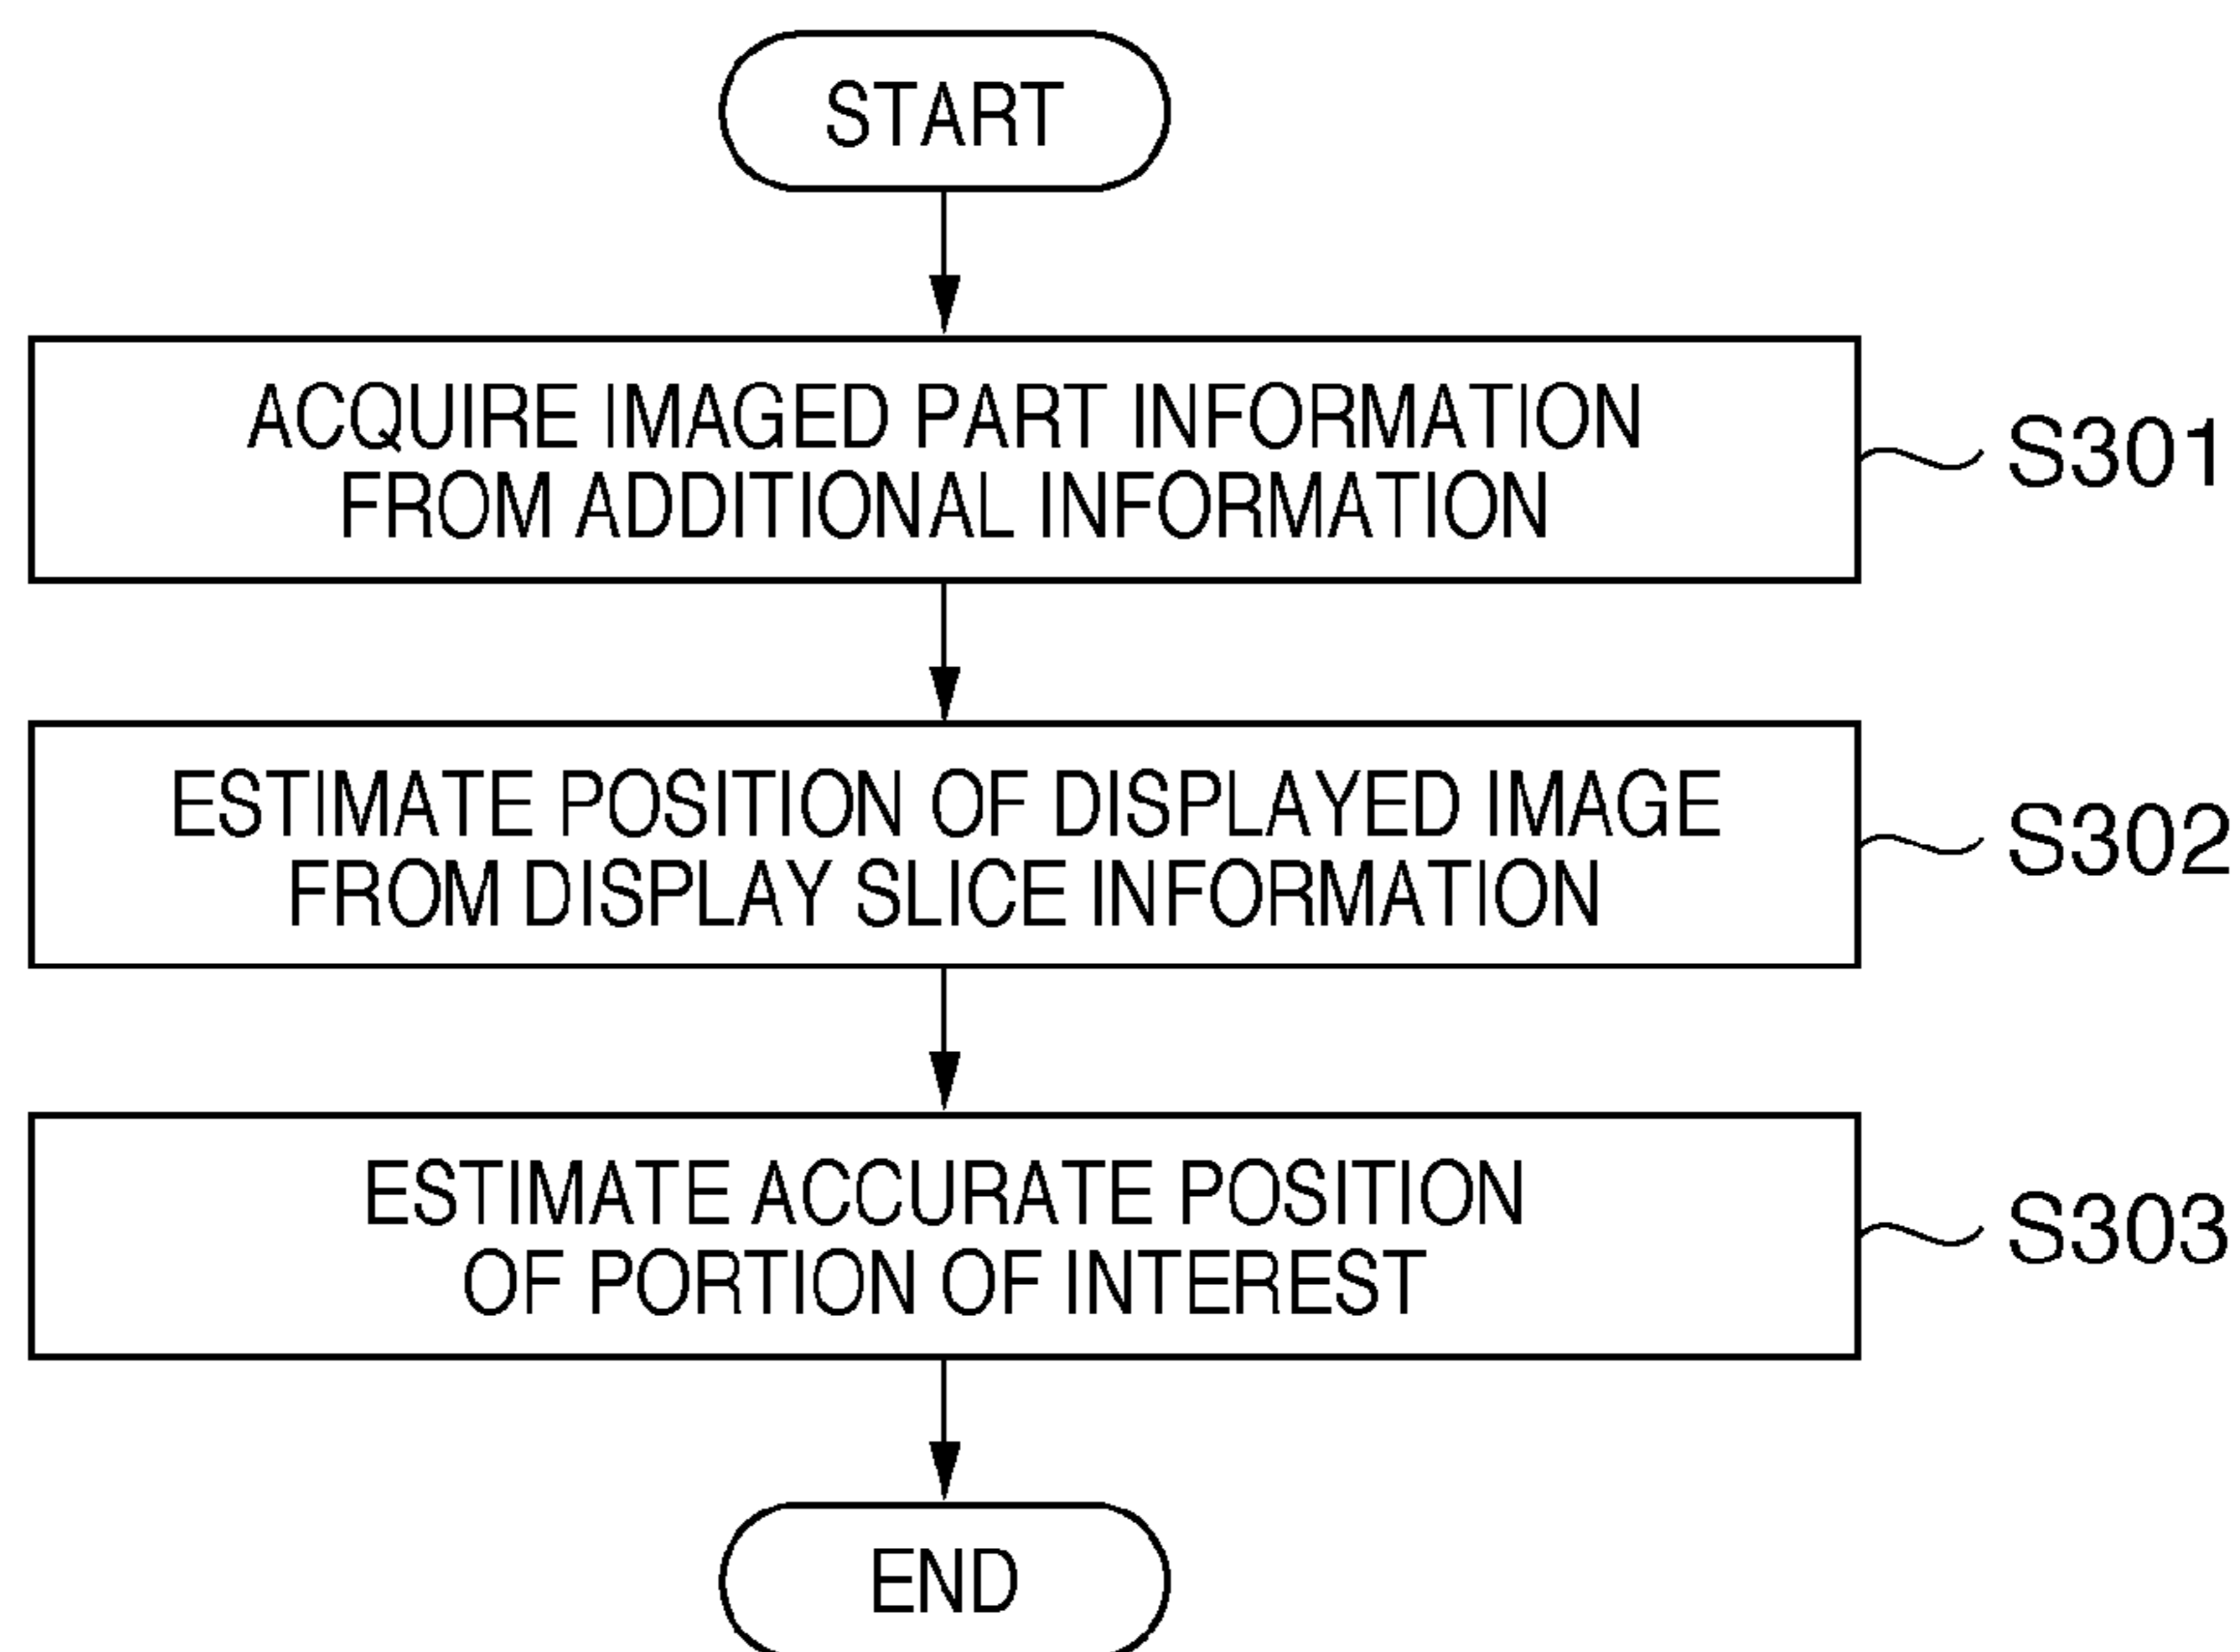 START
ACQUIRE IMAGED PART INFORMATION
FROM ADDITIONAL INFORMATION
S301
ESTIMATE POSITION OF DISPLAYED IMAGE
FROM DISPLAY SLICE INFORMATION
S302
ESTIMATE ACCURATE POSITION
OF PORTION OF INTEREST
S303
END